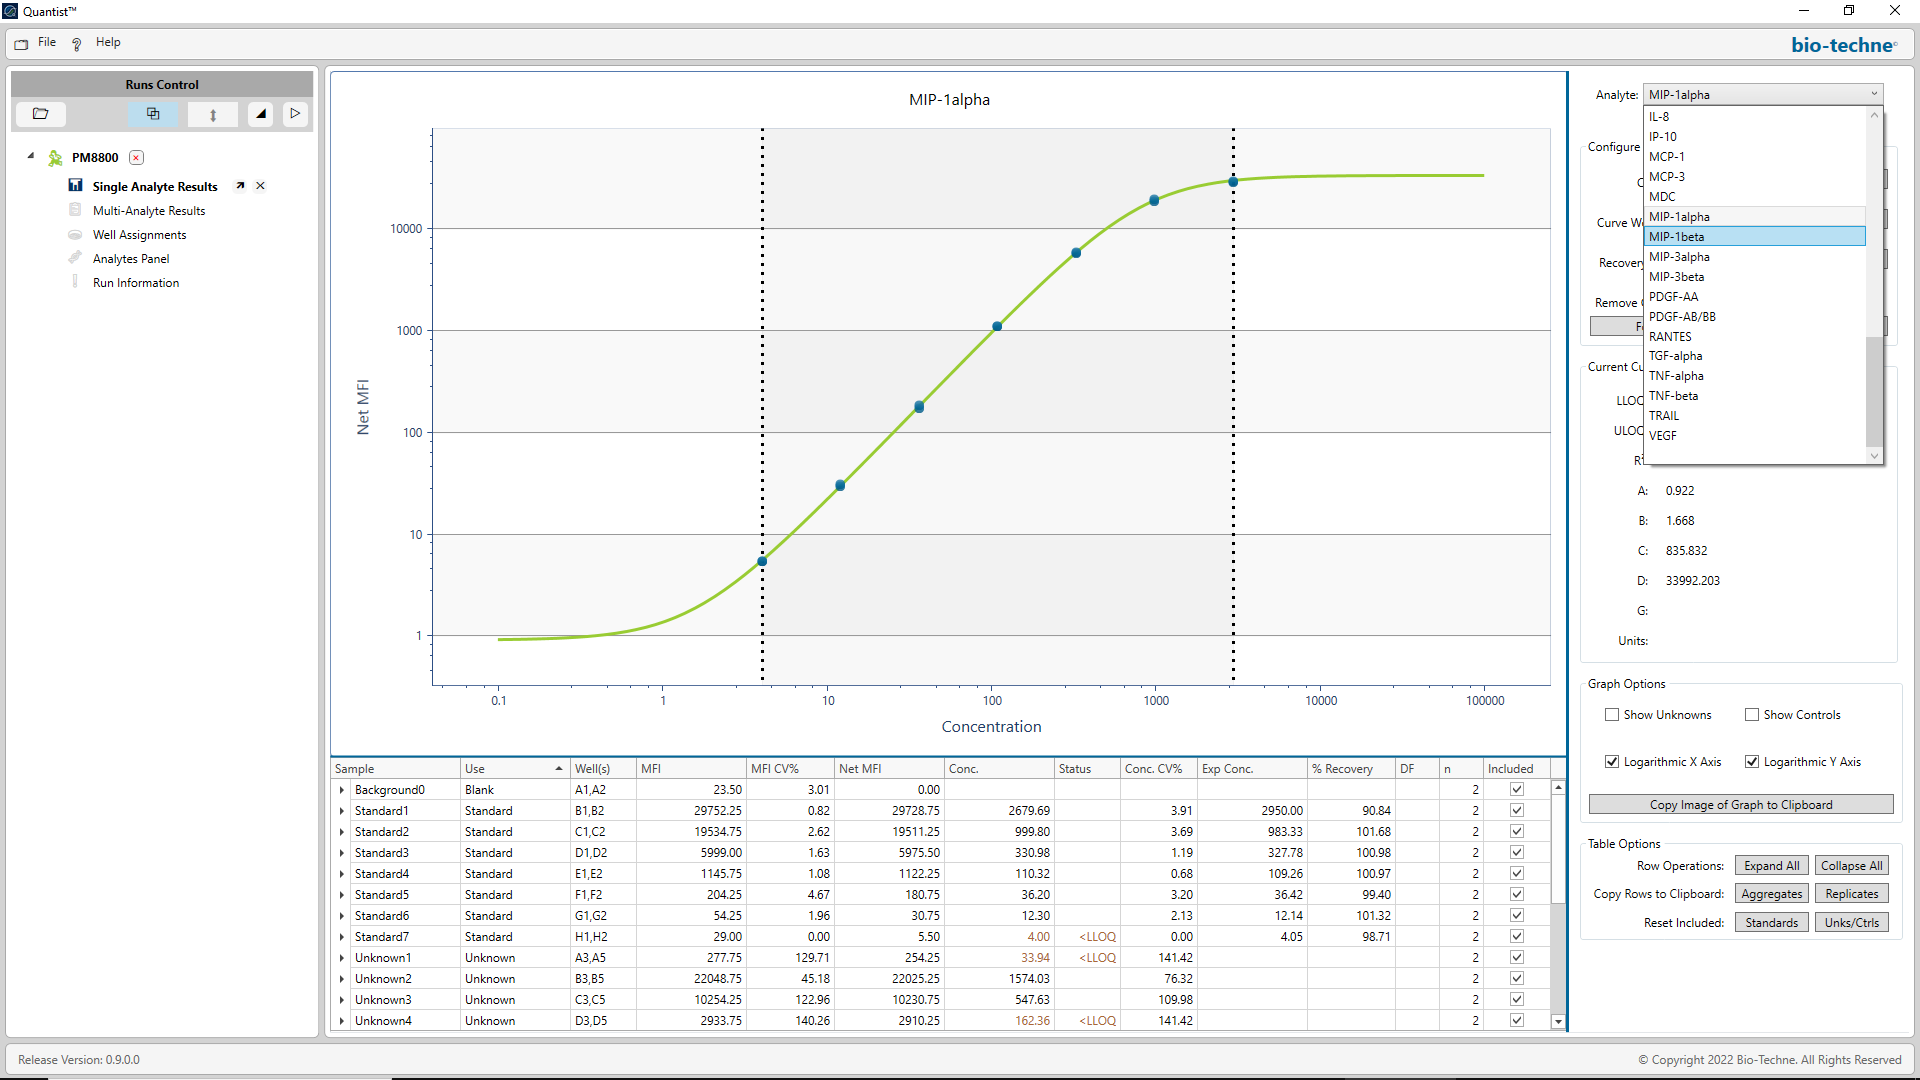 Quantist™
File Help
bio-techne
Runs Control
PM8800
Single Analyte Results
Multi-Analyte Results
Well Assignments
Analytes Panel
Run Information
MIP-1alpha
10000
1000
100
10
1
Net MFI
0.1 1 10 100 1000 10000 100000
Concentration
Sample Use Well(s) MFI MFI CV% Net MFI Conc. Status Conc. CV% Exp Conc. % Recovery DF n Included
Background0 Blank A1,A2 23.50 3.01 0.00 2
Standard1 Standard B1,B2 29752.25 0.82 29728.75 2679.69 3.91 2950.00 90.84 2
Standard2 Standard C1,C2 19534.75 2.62 19511.25 999.80 3.69 983.33 101.68 2
Standard3 Standard D1,D2 5999.00 1.63 5975.50 330.98 1.19 327.78 100.98 2
Standard4 Standard E1,E2 1145.75 1.08 1122.25 110.32 0.68 109.26 100.97 2
Standard5 Standard F1,F2 204.25 4.67 180.75 36.20 3.20 36.42 99.40 2
Standard6 Standard G1,G2 54.25 1.96 30.75 12.30 2.13 12.14 101.32 2
Standard7 Standard H1,H2 29.00 0.00 5.50 4.00 <LLOQ 0.00 4.05 98.71 2
Unknown1 Unknown A3,A5 277.75 129.71 254.25 33.94 <LLOQ 141.42 2
Unknown2 Unknown B3,B5 22048.75 45.18 22025.25 1574.03 76.32 2
Unknown3 Unknown C3,C5 10254.25 122.96 10230.75 547.63 109.98 2
Unknown4 Unknown D3,D5 2933.75 140.26 2910.25 162.36 <LLOQ 141.42 2
Analyte: MIP-1alpha
IL-8
IP-10
MCP-1
MCP-3
MDC
MIP-1alpha
MIP-1beta
MIP-3alpha
MIP-3beta
PDGF-AA
PDGF-AB/BB
RANTES
TGF-alpha
TNF-alpha
TNF-beta
TRAIL
VEGF
Configure
Curve
Recovery
Remove
Current
LLOQ
ULOQ
A: 0.922
B: 1.668
C: 835.832
D: 33992.203
G:
Units:
Graph Options
Show Unknowns Show Controls
Logarithmic X Axis Logarithmic Y Axis
Copy Image of Graph to Clipboard
Table Options
Row Operations: Expand All Collapse All
Copy Rows to Clipboard: Aggregates Replicates
Reset Included: Standards Unks/Ctrls
Release Version: 0.9.0.0
© Copyright 2022 Bio-Techne. All Rights Reserved